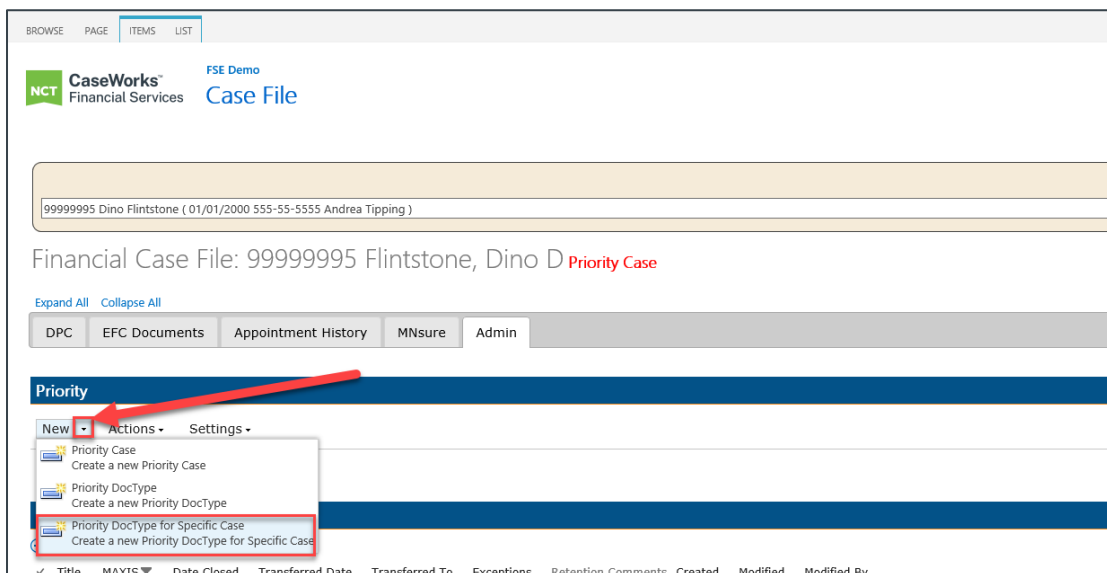 BROWSE PAGE ITEMS LIST
FSE Demo
NCT CaseWorks™ Financial Services
Case File
99999995 Dino Flintstone ( 01/01/2000 555-55-5555 Andrea Tipping )
Financial Case File: 99999995 Flintstone, Dino D Priority Case
Expand All Collapse All
DPC EFC Documents Appointment History MNsure Admin
Priority
New Actions Settings
Priority Case
Create a new Priority Case
Priority DocType
Create a new Priority DocType
Priority DocType for Specific Case
Create a new Priority DocType for Specific Case
Title MAXIS Date Closed Transferred Date Transferred To Exceptions Retention Comments Created Modified Modified By